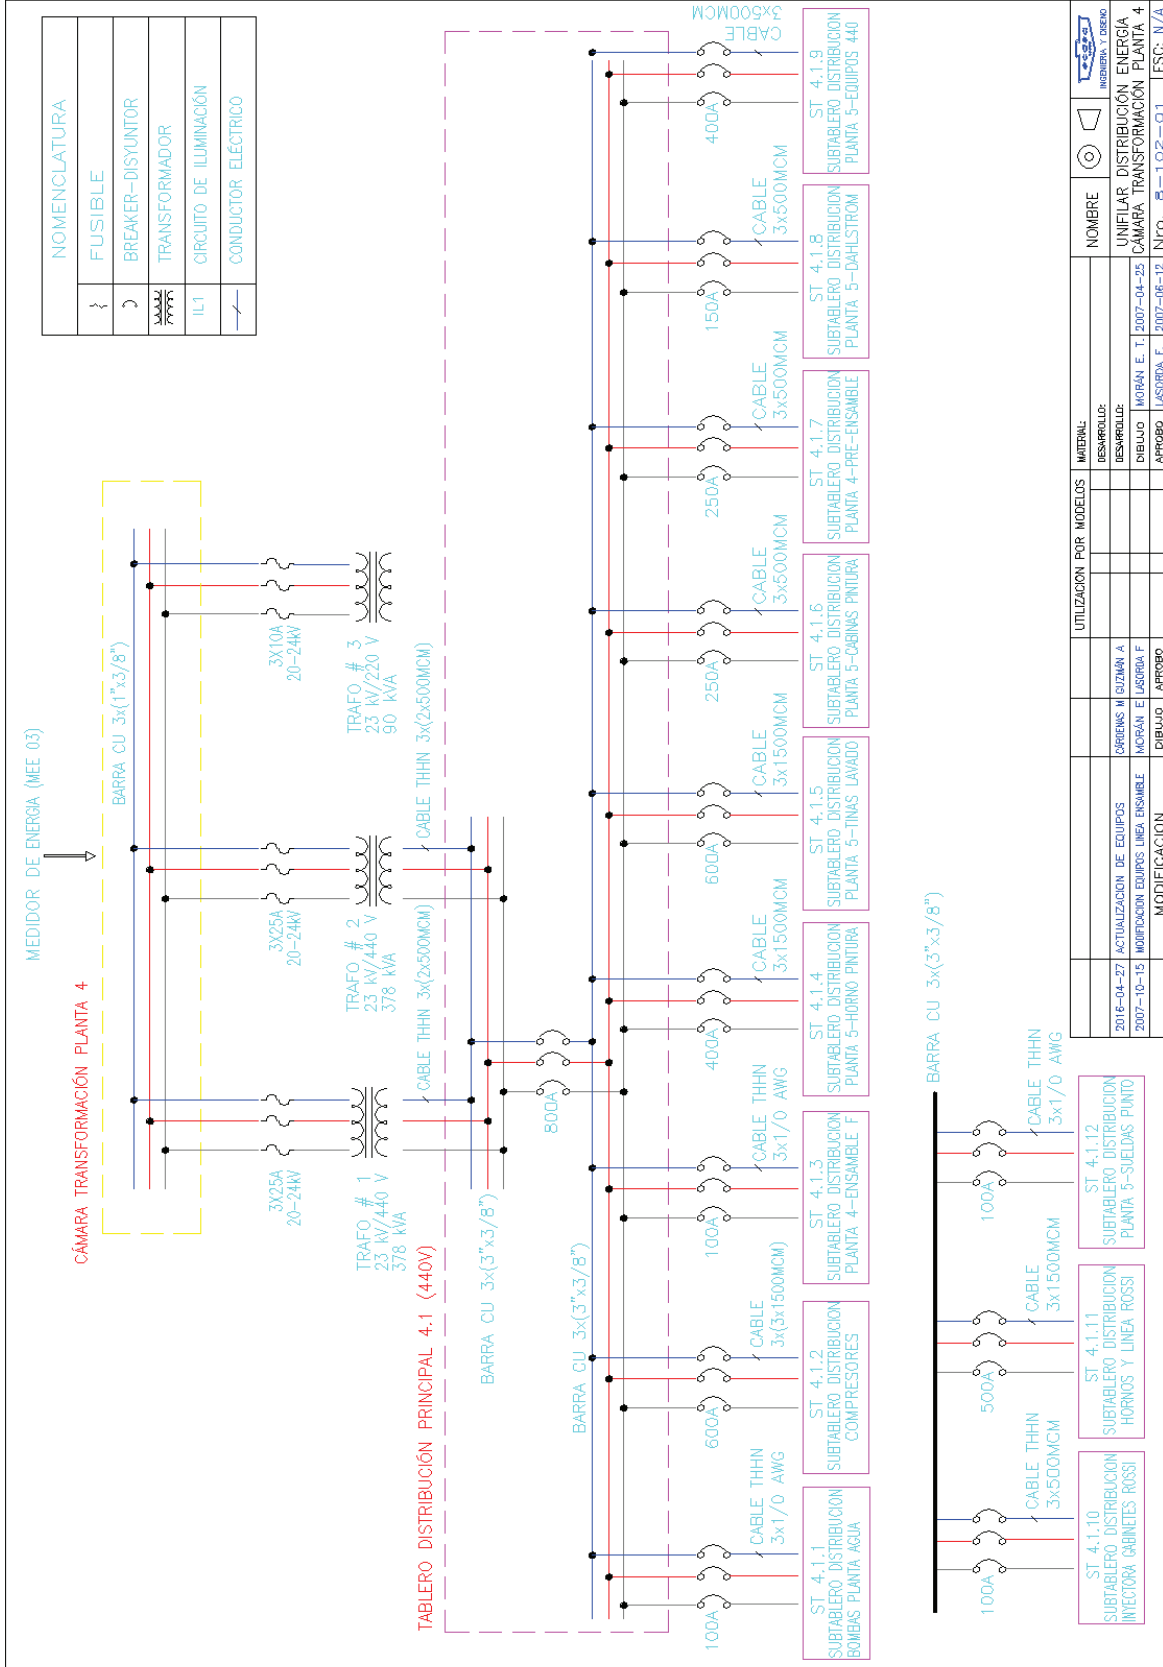 MEDIDOR DE ENERGIA (MEE 03)
CÁMARA TRANSFORMACIÓN PLANTA 4
BARRA CU 3x(1"x3/8")
NOMENCLATURA
FUSIBLE
BREAKER-DISYUNTOR
TRANSFORMADOR
IL1 CIRCUITO DE ILUMINACIÓN
CONDUCTOR ELÉCTRICO
3X25A
20-24kV
3X25A
20-24kV
3X10A
20-24kV
TRAFO # 1
23 kV/440 V
378 kVA
TRAFO # 2
23 kV/440 V
378 kVA
TRAFO # 3
23 kV/220 V
90 kVA
CABLE THHN 3x(2x500MCM)
CABLE THHN 3x(2x500MCM)
TABLERO DISTRIBUCIÓN PRINCIPAL 4.1 (440V)
BARRA CU 3x(3"x3/8")
800A
BARRA CU 3x(3"x3/8")
100A
CABLE THHN
3x1/0 AWG
ST 4.1.1
SUBTABLERO DISTRIBUCION
BOMBAS PLANTA AGUA
600A
CABLE
3x(3x1500MCM)
ST 4.1.2
SUBTABLERO DISTRIBUCION
COMPRESORES
100A
CABLE THHN
3x1/0 AWG
ST 4.1.3
SUBTABLERO DISTRIBUCION
PLANTA 4-ENSAMBLE F
400A
CABLE
3x1500MCM
ST 4.1.4
SUBTABLERO DISTRIBUCION
PLANTA 5-HORNO PINTURA
600A
CABLE
3x1500MCM
ST 4.1.5
SUBTABLERO DISTRIBUCION
PLANTA 5-TINAS LAVADO
250A
CABLE
3x500MCM
ST 4.1.6
SUBTABLERO DISTRIBUCION
PLANTA 5-CABINAS PINTURA
250A
CABLE
3x500MCM
ST 4.1.7
SUBTABLERO DISTRIBUCION
PLANTA 4-PRE-ENSAMBLE
150A
CABLE
3x500MCM
ST 4.1.8
SUBTABLERO DISTRIBUCION
PLANTA 5-DAHLSTROM
400A
CABLE
3x500MCM
ST 4.1.9
SUBTABLERO DISTRIBUCION
PLANTA 5-EQUIPOS 440
BARRA CU 3x(3"x3/8")
100A
CABLE THHN
3x500MCM
ST 4.1.10
SUBTABLERO DISTRIBUCION
INYECTORA GABINETES ROSSI
500A
CABLE
3x1500MCM
ST 4.1.11
SUBTABLERO DISTRIBUCION
HORNOS Y LINEA ROSSI
100A
CABLE THHN
3x1/0 AWG
ST 4.1.12
SUBTABLERO DISTRIBUCION
PLANTA 5-SUELDAS PUNTO
2016-04-27 ACTUALIZACION DE EQUIPOS CÁRDENAS M GUZMÁN A
2007-10-15 MODIFICACION EQUIPOS LINEA ENSAMBLE MORÁN E LASORDA F
MODIFICACION DIBUJO APROBO
UTILIZACION POR MODELOS
MATERIAL:
DESARROLLO:
DESARROLLO:
DIBUJO MORÁN E. T. 2007-04-25
APROBO LASORDA F. 2007-06-12
NOMBRE
INGENIERIA Y DISEÑO
UNIFILAR DISTRIBUCIÓN ENERGÍA
CÁMARA TRANSFORMACIÓN PLANTA 4
Nro. 8-102-01 ESC: N/A